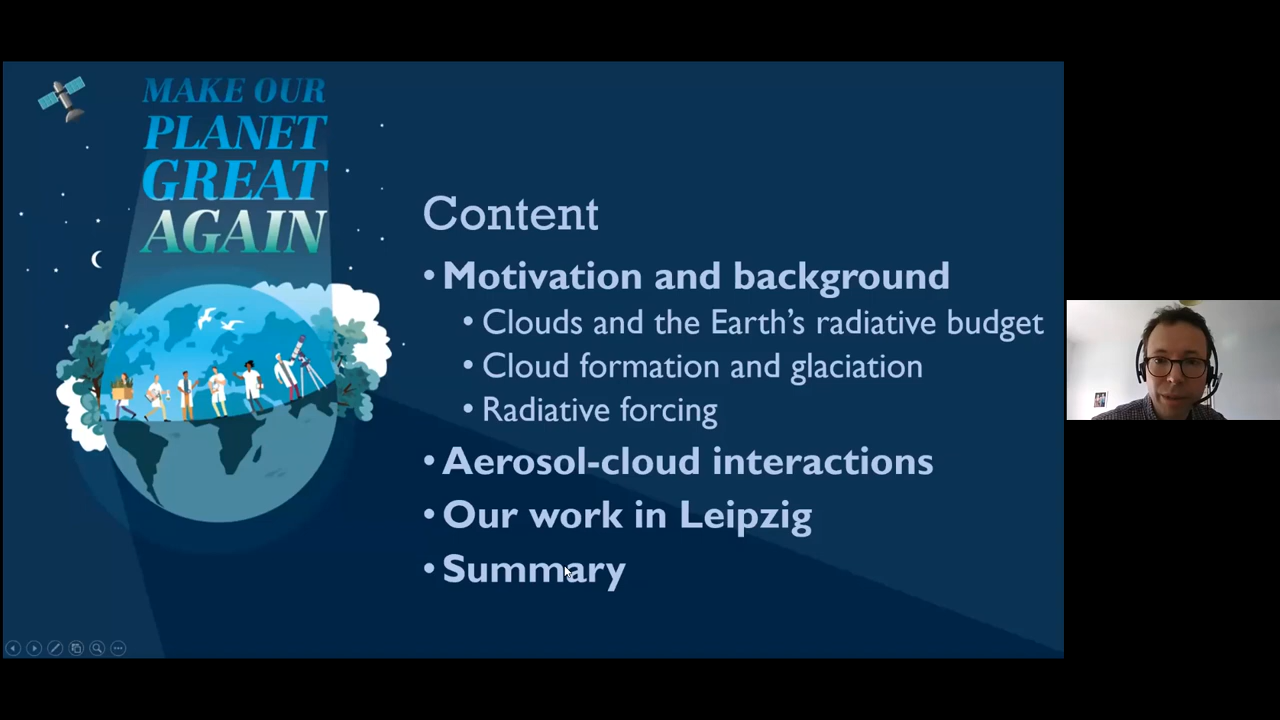 MAKE OUR
PLANET
GREAT
AGAIN
Content
• Motivation and background
• Clouds and the Earth’s radiative budget
• Cloud formation and glaciation
• Radiative forcing
• Aerosol-cloud interactions
• Our work in Leipzig
• Summary